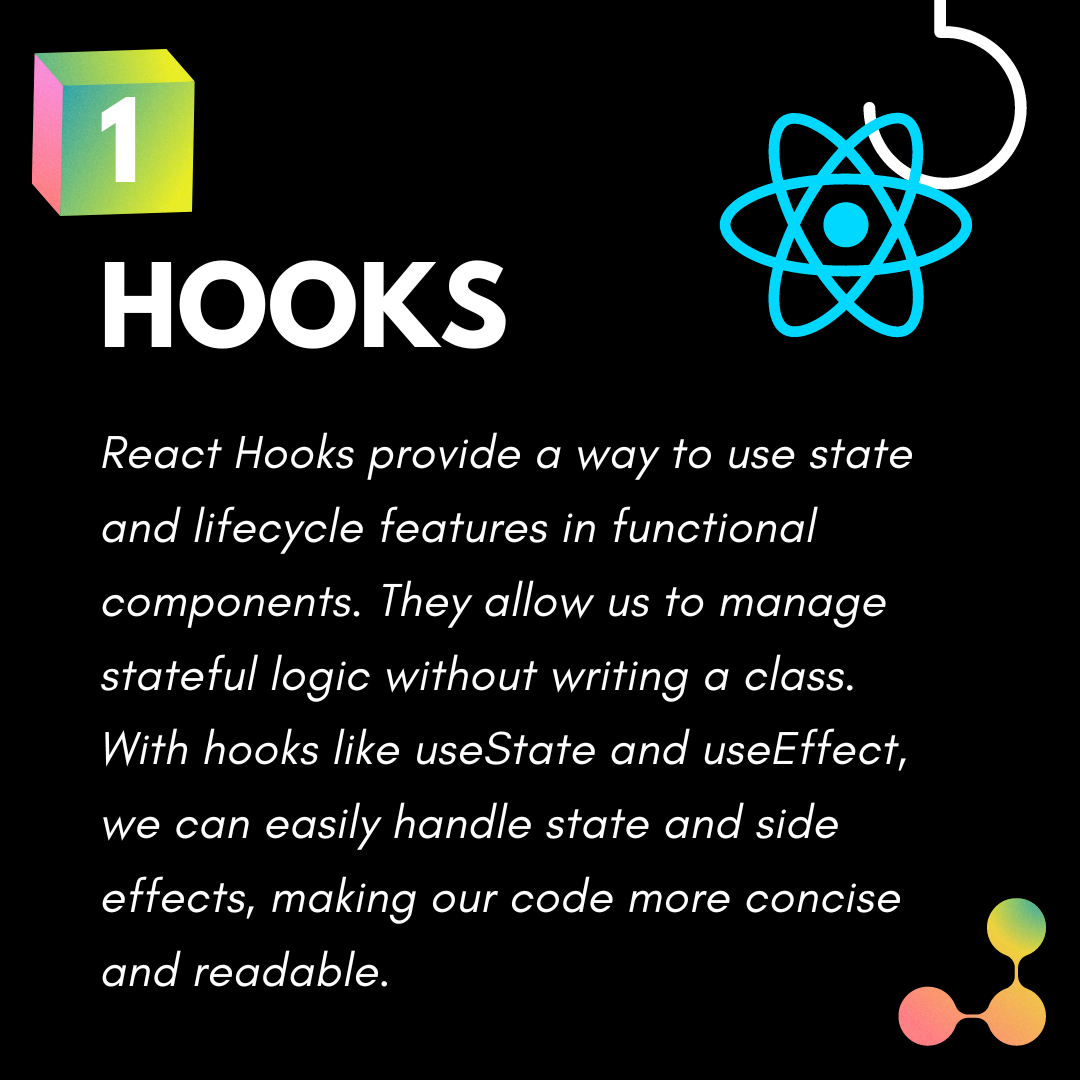 1
HOOKS
React Hooks provide a way to use state
and lifecycle features in functional
components. They allow us to manage
stateful logic without writing a class.
With hooks like useState and useEffect,
we can easily handle state and side
effects, making our code more concise
and readable.